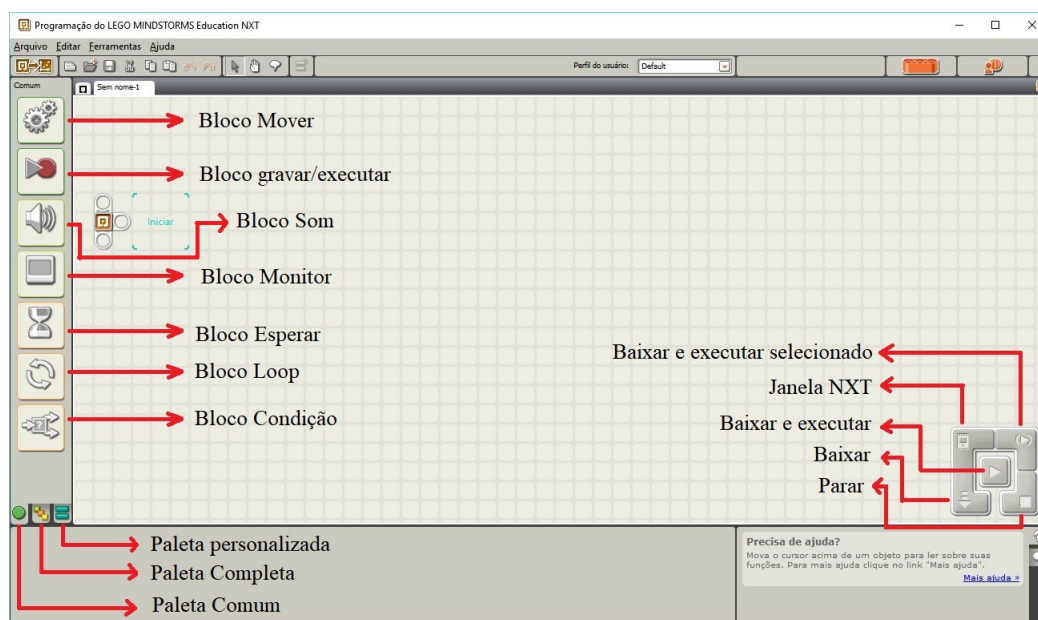 Programação do LEGO MINDSTORMS Education NXT
Arquivo Editar Ferramentas Ajuda
Perfil do usuário: Default
Comum
Sem nome-1
Bloco Mover
Bloco gravar/executar
Iniciar
Bloco Som
Bloco Monitor
Bloco Esperar
Baixar e executar selecionado
Bloco Loop
Janela NXT
Bloco Condição
Baixar e executar
Baixar
Parar
Paleta personalizada
Paleta Completa
Paleta Comum
Precisa de ajuda?
Mova o cursor acima de um objeto para ler sobre suas
funções. Para mais ajuda clique no link "Mais ajuda".
Mais ajuda »